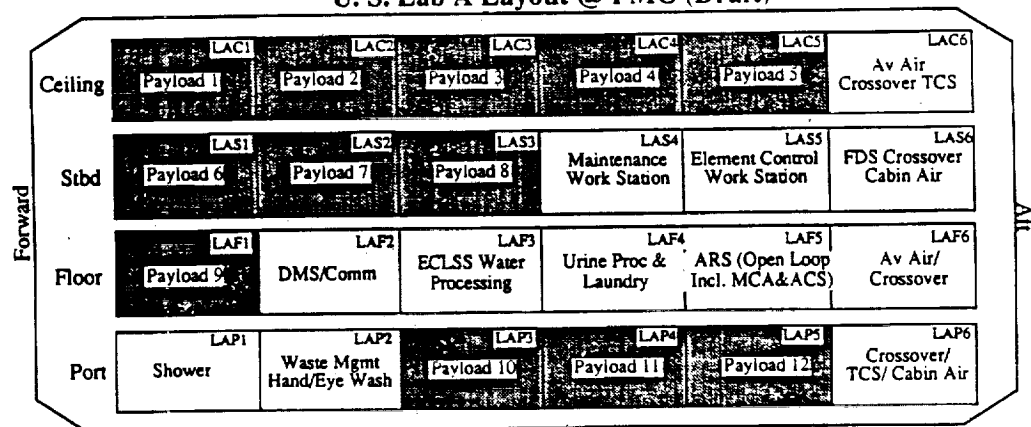 U. S. Lab A Layout @ PMC (Draft)
Forward
Aft
Ceiling
LAC1
Payload 1
LAC2
Payload 2
LAC3
Payload 3
LAC4
Payload 4
LAC5
Payload 5
LAC6
Av Air
Crossover TCS
Stbd
LAS1
Payload 6
LAS2
Payload 7
LAS3
Payload 8
LAS4
Maintenance
Work Station
LAS5
Element Control
Work Station
LAS6
FDS Crossover
Cabin Air
Floor
LAF1
Payload 9
LAF2
DMS/Comm
LAF3
ECLSS Water
Processing
LAF4
Urine Proc &
Laundry
LAF5
ARS (Open Loop
Incl. MCA&ACS)
LAF6
Av Air/
Crossover
Port
LAP1
Shower
LAP2
Waste Mgmt
Hand/Eye Wash
LAP3
Payload 10
LAP4
Payload 11
LAP5
Payload 12
LAP6
Crossover/
TCS/ Cabin Air